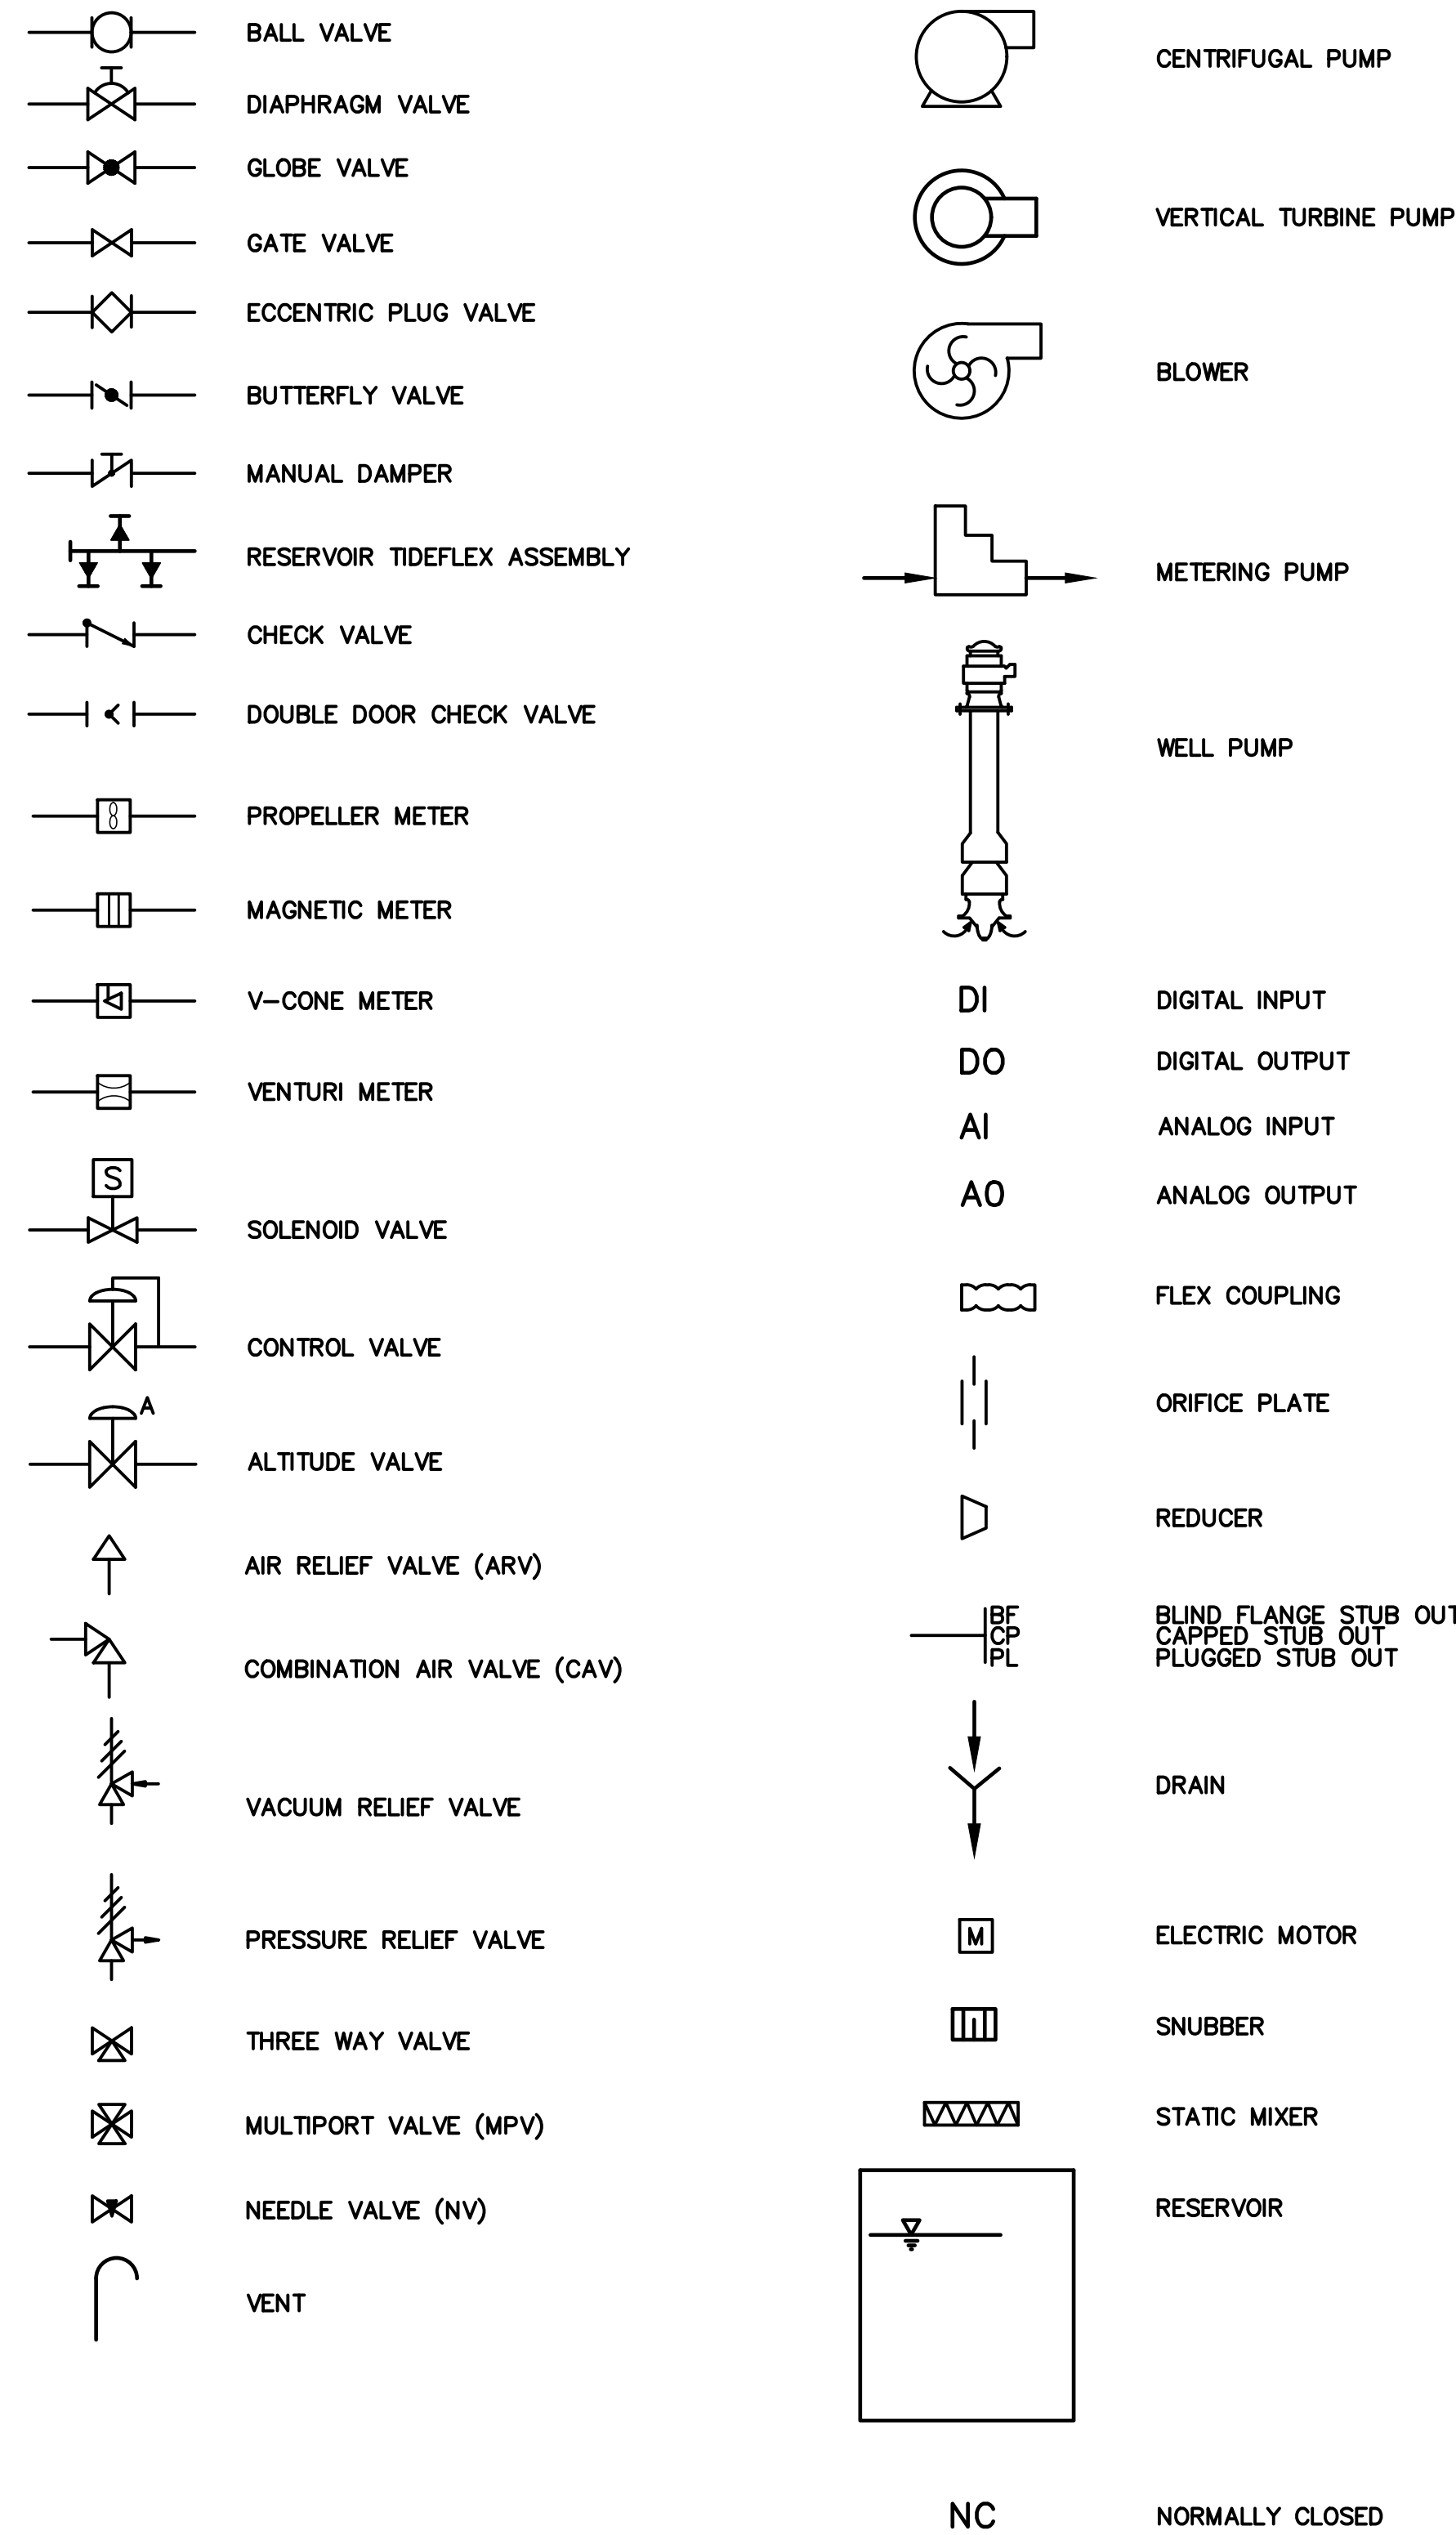 BALL VALVE
DIAPHRAGM VALVE
GLOBE VALVE
GATE VALVE
ECCENTRIC PLUG VALVE
BUTTERFLY VALVE
MANUAL DAMPER
RESERVOIR TIDEFLEX ASSEMBLY
CHECK VALVE
DOUBLE DOOR CHECK VALVE
PROPELLER METER
MAGNETIC METER
V-CONE METER
VENTURI METER
S
SOLENOID VALVE
CONTROL VALVE
A
ALTITUDE VALVE
AIR RELIEF VALVE (ARV)
COMBINATION AIR VALVE (CAV)
VACUUM RELIEF VALVE
PRESSURE RELIEF VALVE
THREE WAY VALVE
MULTIPORT VALVE (MPV)
NEEDLE VALVE (NV)
VENT
CENTRIFUGAL PUMP
VERTICAL TURBINE PUMP
BLOWER
METERING PUMP
WELL PUMP
DI DIGITAL INPUT
DO DIGITAL OUTPUT
AI ANALOG INPUT
AO ANALOG OUTPUT
FLEX COUPLING
ORIFICE PLATE
REDUCER
BF BLIND FLANGE STUB OUT
CP CAPPED STUB OUT
PL PLUGGED STUB OUT
DRAIN
M ELECTRIC MOTOR
SNUBBER
STATIC MIXER
RESERVOIR
NC NORMALLY CLOSED